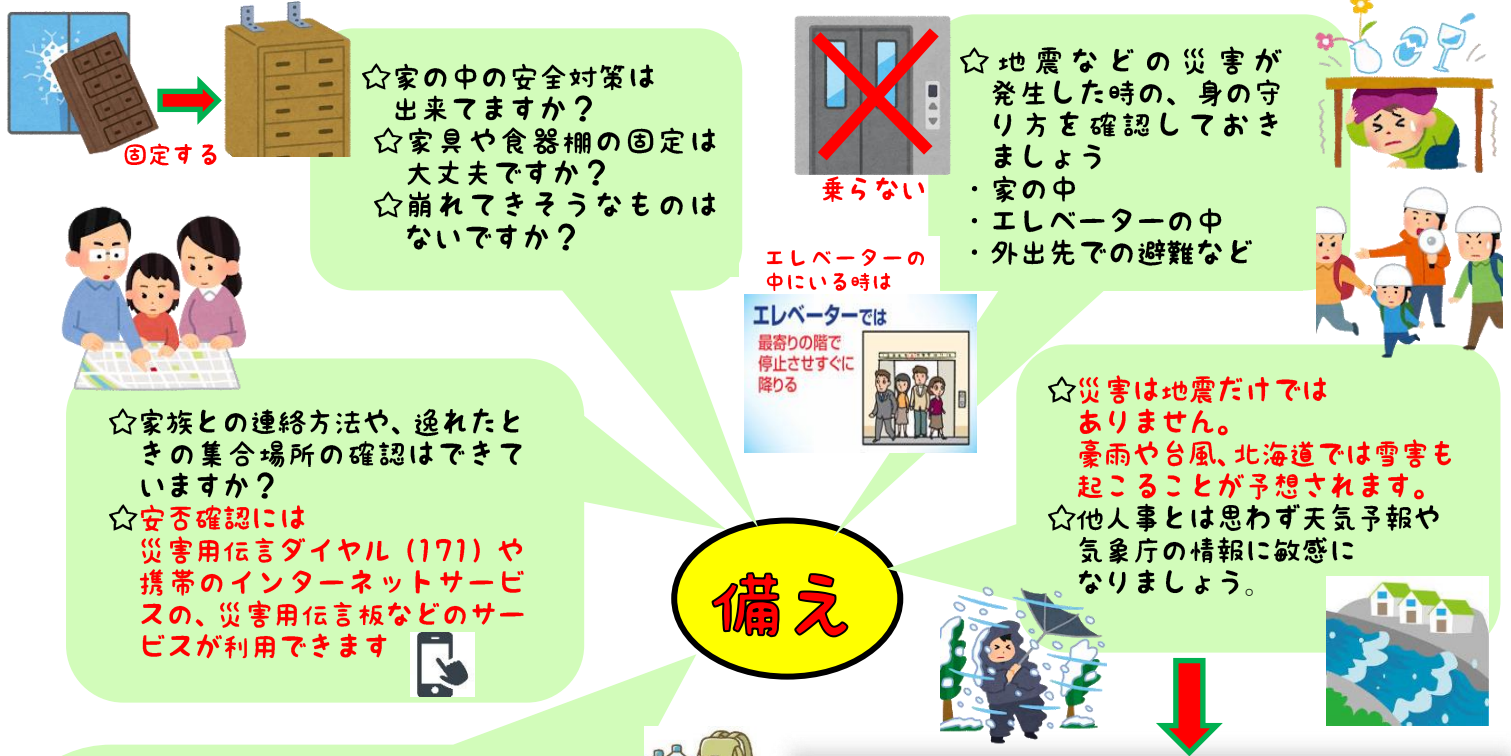 ☆家の中の安全対策は
出来てますか？
☆家具や食器棚の固定は
大丈夫ですか？
☆崩れてきそうなものは
ないですか？
固定する
乗らない
☆地震などの災害が
発生した時の、身の守
り方を確認しておき
ましょう
・家の中
・エレベーターの中
・外出先での避難など
エレベーターの
中にいる時は
エレベーターでは
最寄りの階で
停止させすぐに
降りる
☆家族との連絡方法や、逸れたと
きの集合場所の確認はできて
いますか？
☆安否確認には
災害用伝言ダイヤル（171）や
携帯のインターネットサービ
スの、災害用伝言板などのサー
ビスが利用できます
☆災害は地震だけでは
ありません。
豪雨や台風、北海道では雪害も
起こることが予想されます。
☆他人事とは思わず天気予報や
気象庁の情報に敏感に
なりましょう。
備え